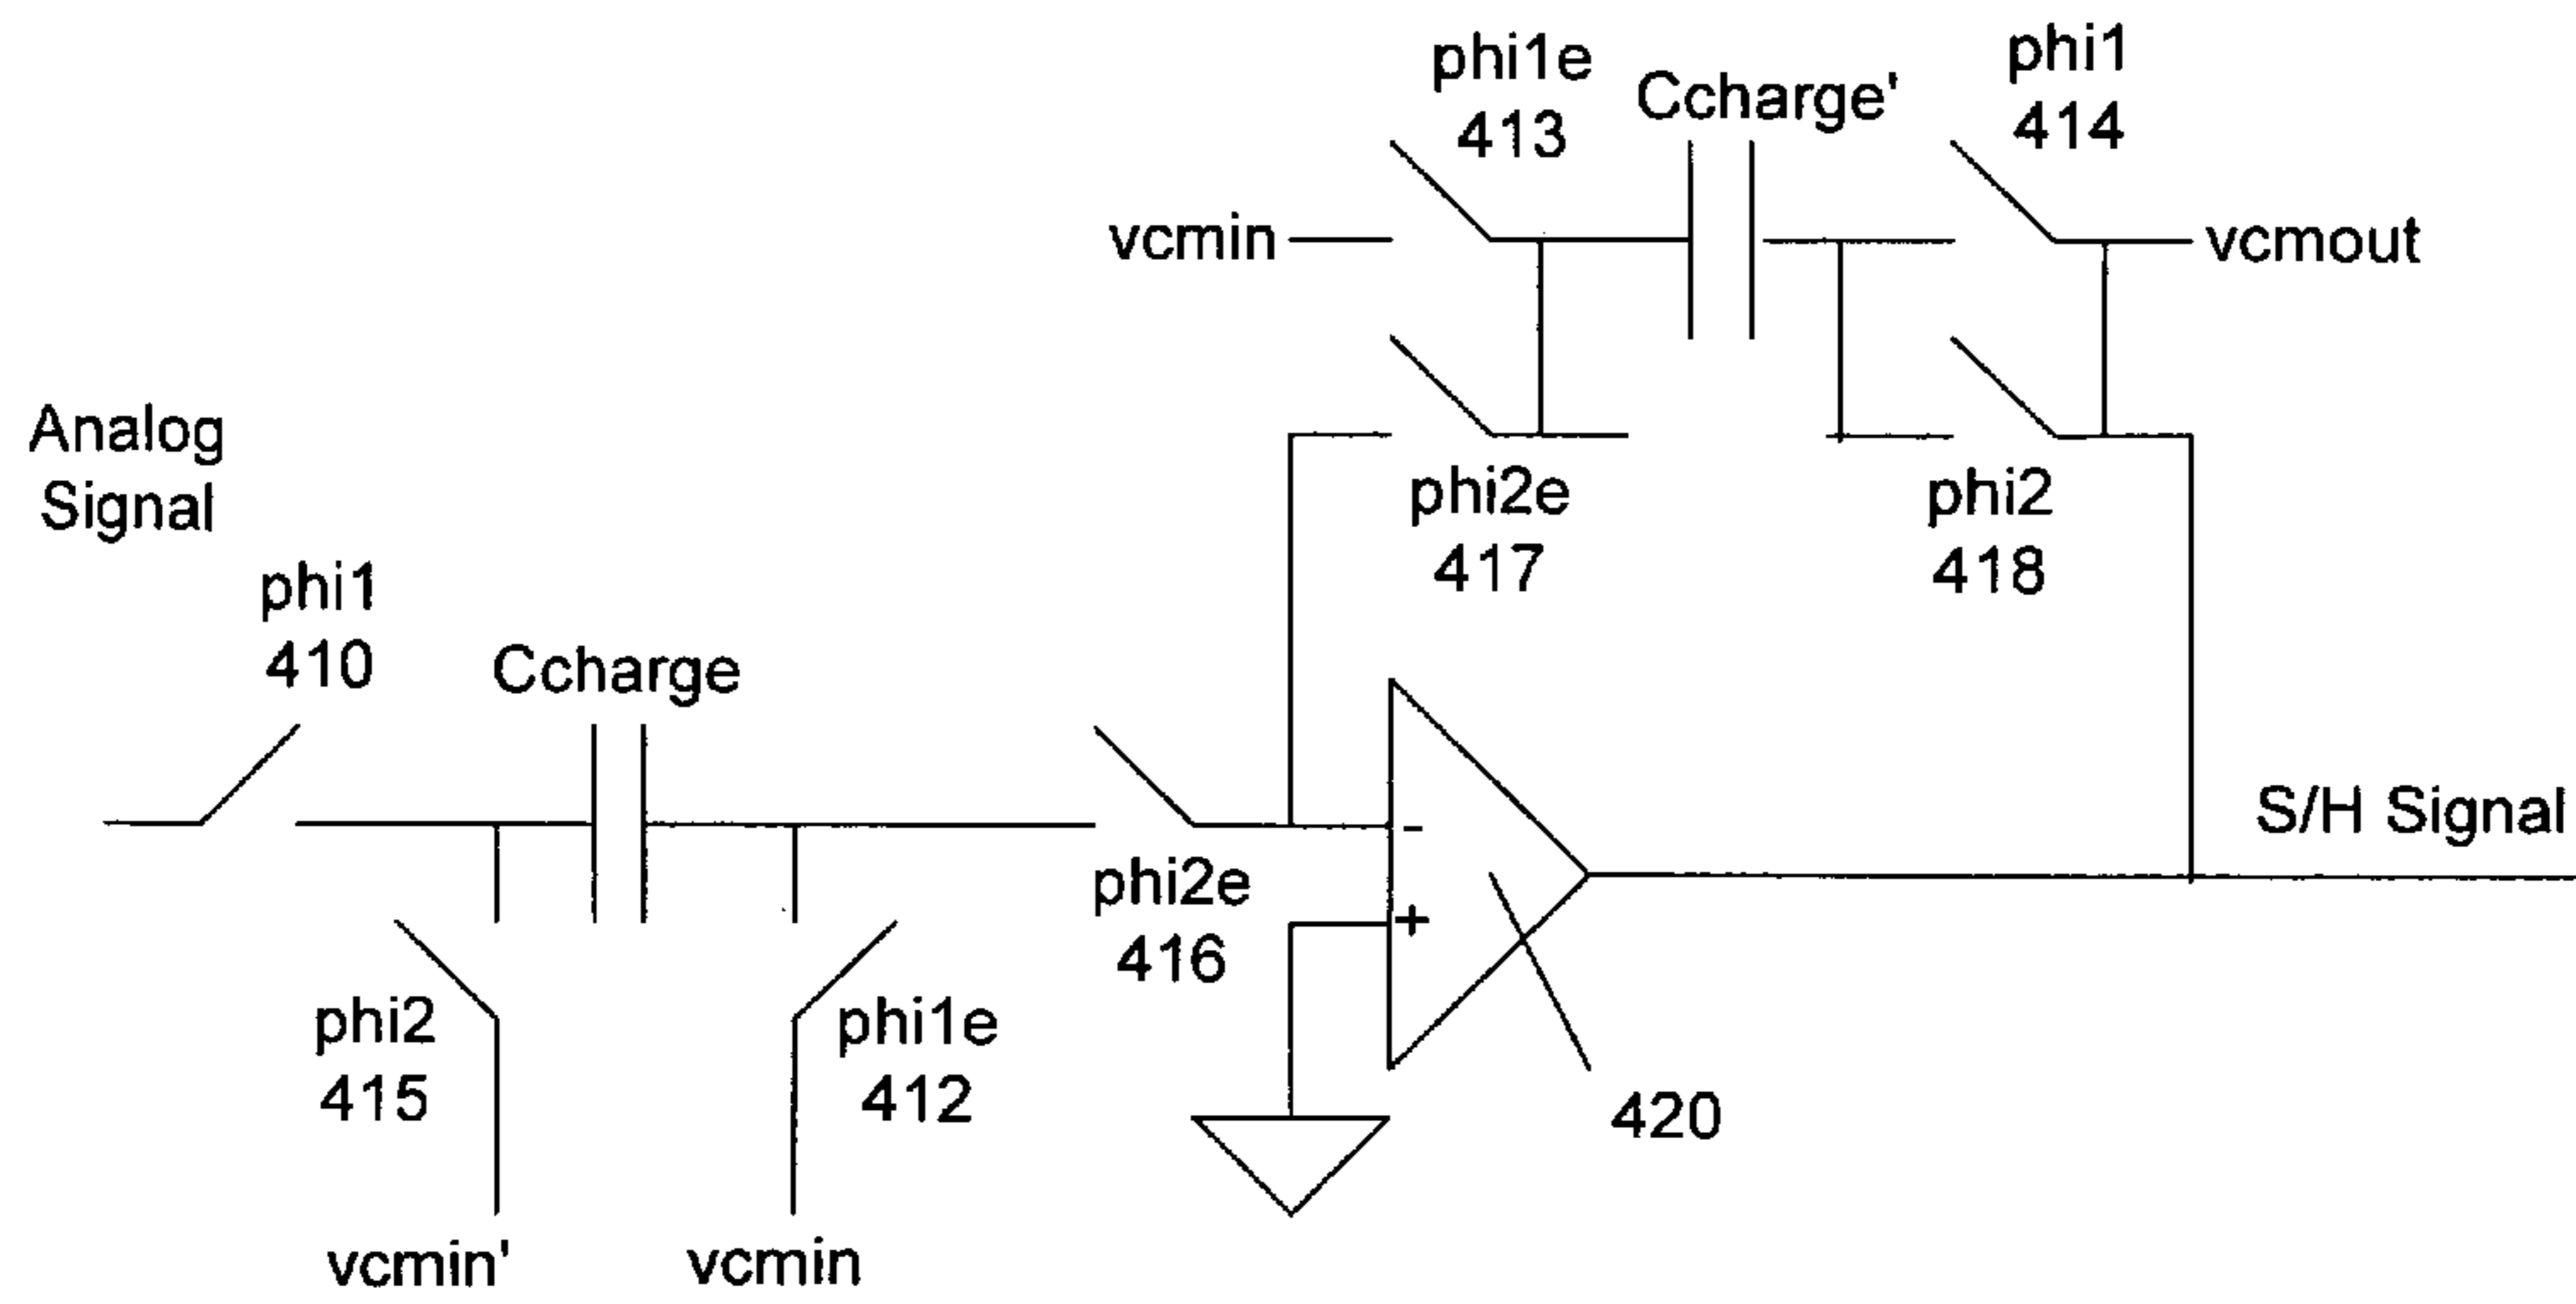 phi1e
413
Ccharge'
phi1
414
vcmin
vcmout
Analog
Signal
phi2e
417
phi2
418
phi1
410
Ccharge
-
+
S/H Signal
phi2e
416
phi2
415
phi1e
412
420
vcmin'
vcmin